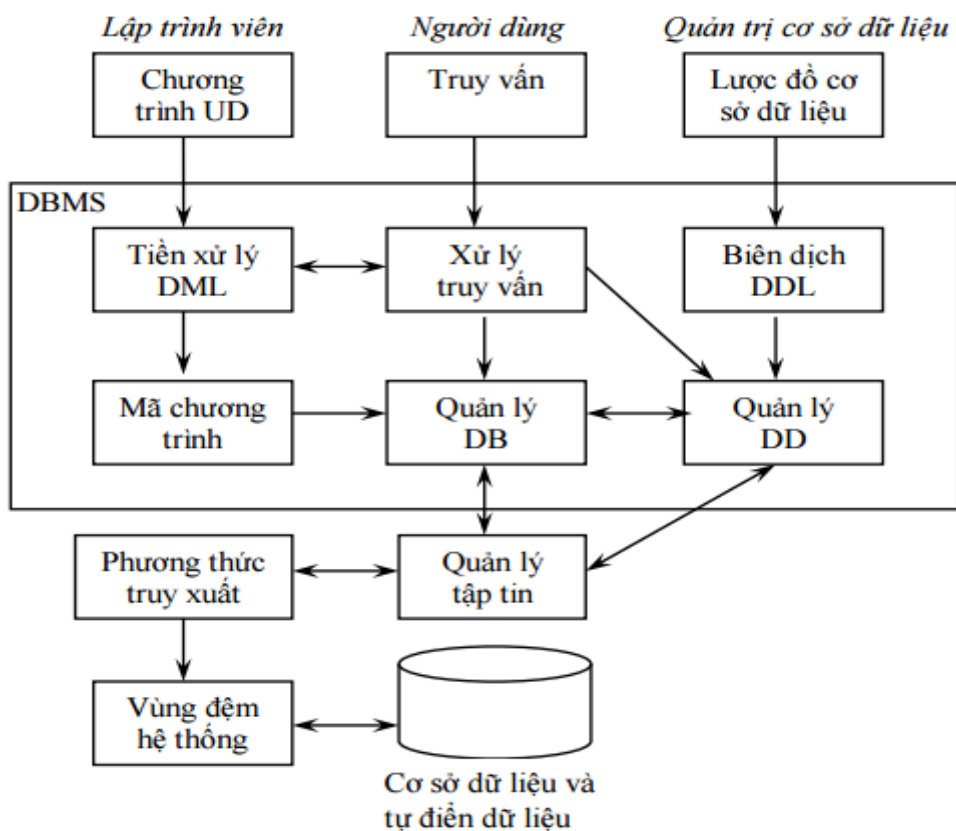 Lập trình viên
Người dùng
Quản trị cơ sở dữ liệu
Chương
trình UD
Truy vấn
Lược đồ cơ
sở dữ liệu
DBMS
Tiền xử lý
DML
Xử lý
truy vấn
Biên dịch
DDL
Mã chương
trình
Quản lý
DB
Quản lý
DD
Phương thức
truy xuất
Quản lý
tập tin
Vùng đệm
hệ thống
Cơ sở dữ liệu và
tự điển dữ liệu